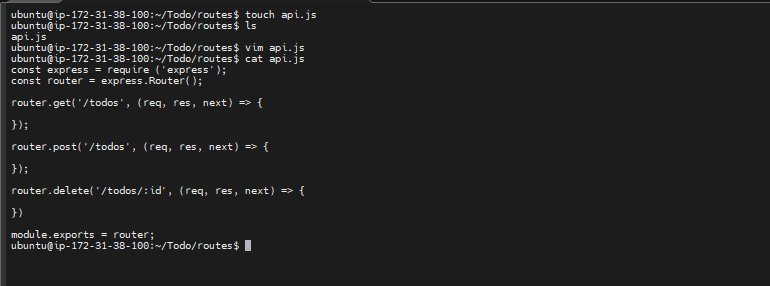 ubuntu@ip-172-31-38-100:~/Todo/routes$ touch api.js
ubuntu@ip-172-31-38-100:~/Todo/routes$ ls
api.js
ubuntu@ip-172-31-38-100:~/Todo/routes$ vim api.js
ubuntu@ip-172-31-38-100:~/Todo/routes$ cat api.js
const express = require ('express');
const router = express.Router();

router.get('/todos', (req, res, next) => {

});

router.post('/todos', (req, res, next) => {

});

router.delete('/todos/:id', (req, res, next) => {

})

module.exports = router;
ubuntu@ip-172-31-38-100:~/Todo/routes$